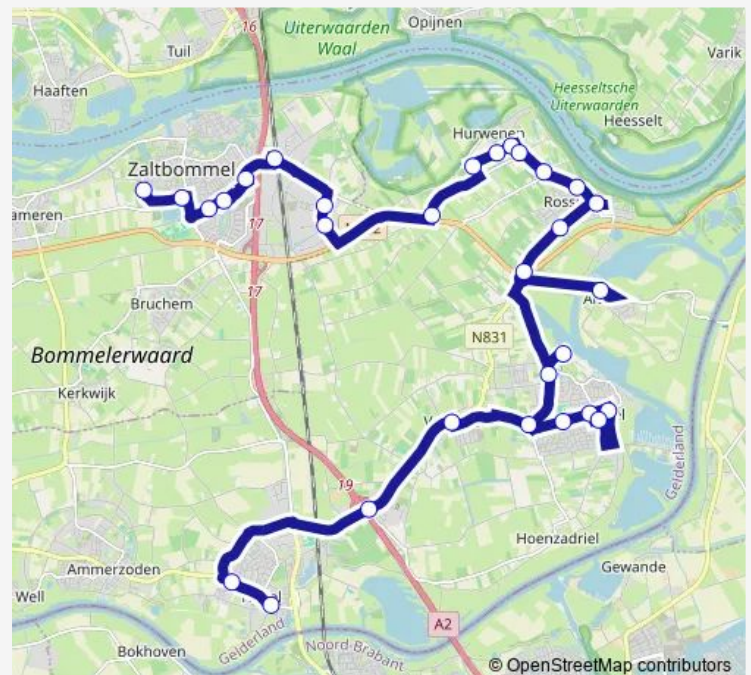 Opijnen
16
Uiterwaarden
Waal
Tuil
Varik
Haaften
Heesseltsche
Uiterwaarden
Heesselt
Hurwenen
Zaltbommel
ameren
Ross
17
17
Bruchem
N831
Bommelerwaard
Kerkwijk
Gelderland
19
Hoenzadriel
Ammerzoden
Gewande
Well
A2
Gelderland
Noord-Brabant
Bokhoven
© OpenStreetMap contributors